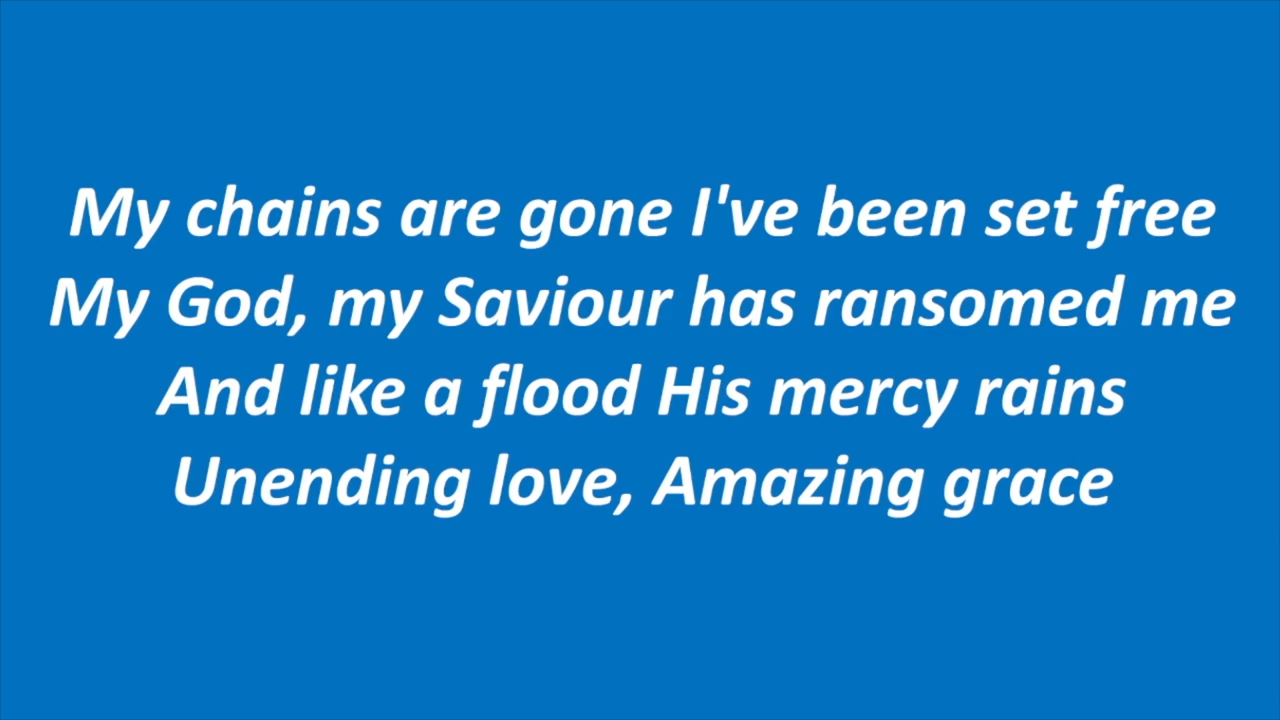 My chains are gone I've been set free
My God, my Saviour has ransomed me
And like a flood His mercy rains
Unending love, Amazing grace